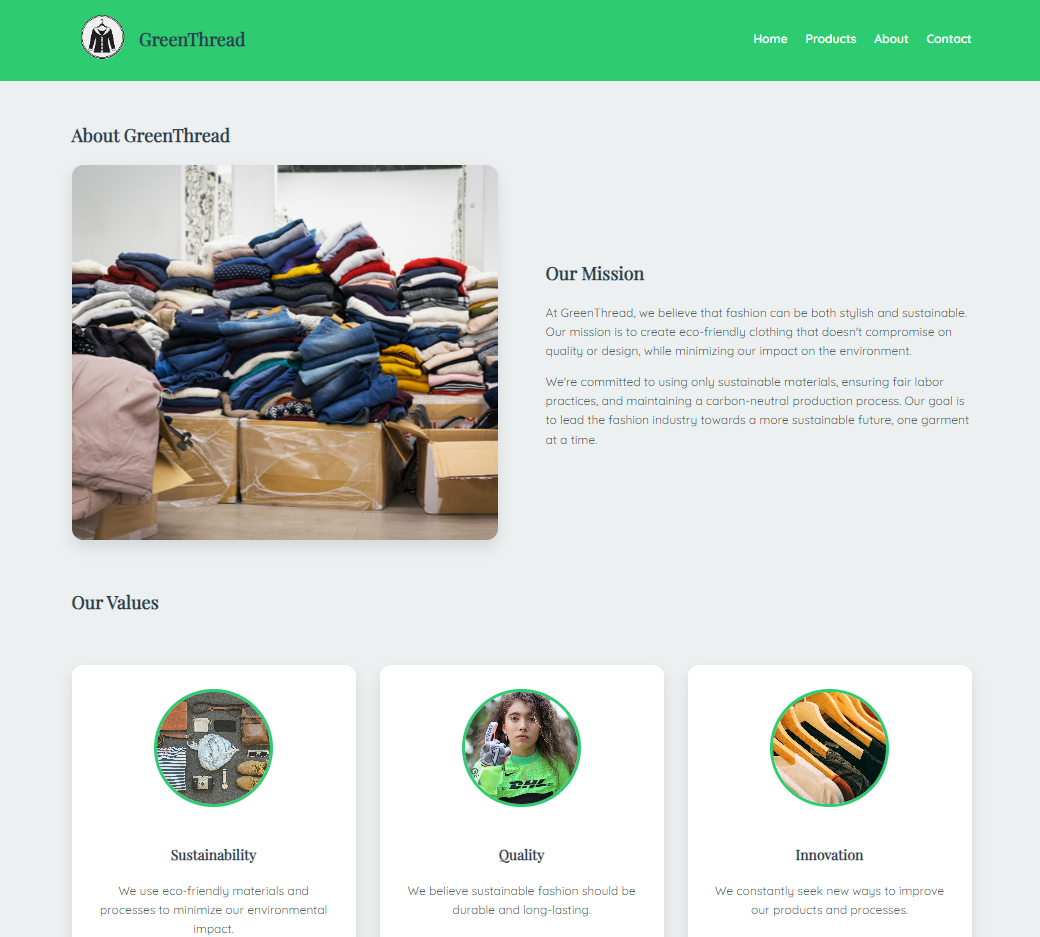 GreenThread
Home Products About Contact
About GreenThread
Our Mission
At GreenThread, we believe that fashion can be both stylish and sustainable.
Our mission is to create eco-friendly clothing that doesn't compromise on
quality or design, while minimizing our impact on the environment.
We're committed to using only sustainable materials, ensuring fair labor
practices, and maintaining a carbon-neutral production process. Our goal is
to lead the fashion industry towards a more sustainable future, one garment
at a time.
Our Values
DHL
Sustainability
We use eco-friendly materials and
processes to minimize our environmental
impact.
Quality
We believe sustainable fashion should be
durable and long-lasting.
Innovation
We constantly seek new ways to improve
our products and processes.